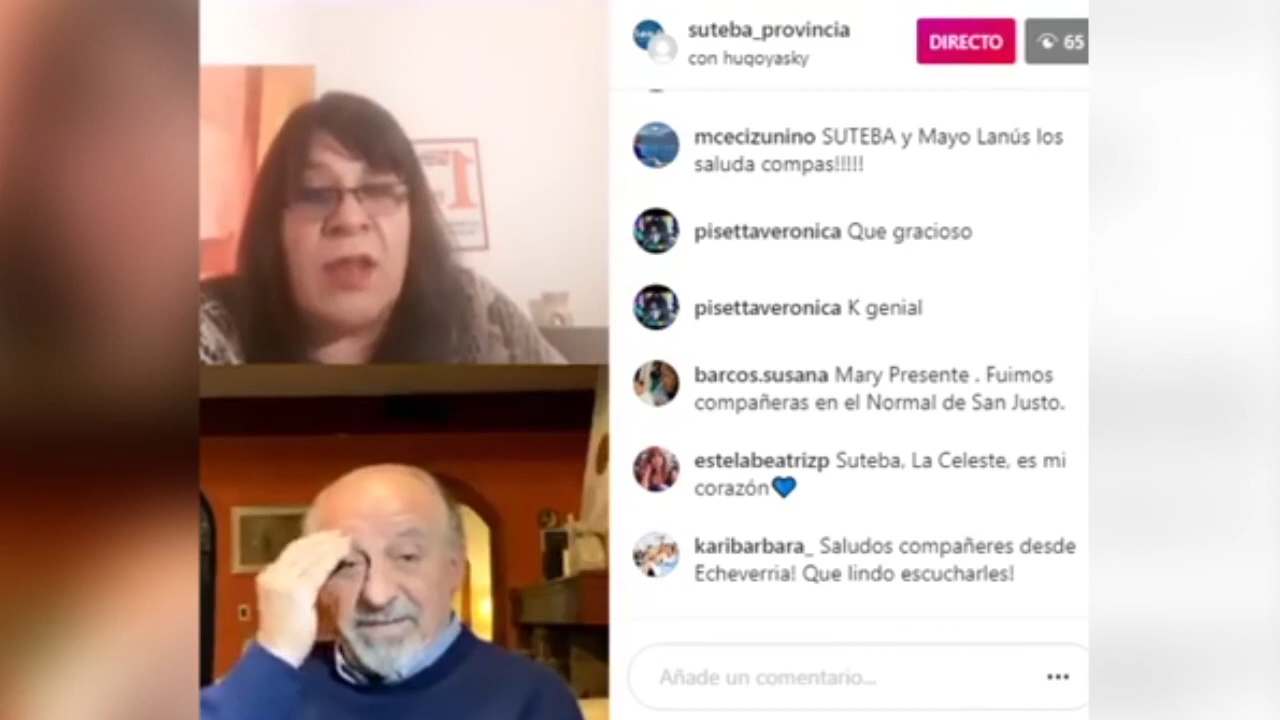 suteba_provincia
con hugoyasky
DIRECTO
65
mcecizunino SUTEBA y Mayo Lanús los
saluda compas!!!!!
pisettaveronica Que gracioso
pisettaveronica K genial
barcos.susana Mary Presente . Fuimos
compañeras en el Normal de San Justo.
estelabeatrizp Suteba, La Celeste, es mi
corazón💙
karibarbara_ Saludos compañeres desde
Echeverria! Que lindo escucharles!
Añade un comentario...